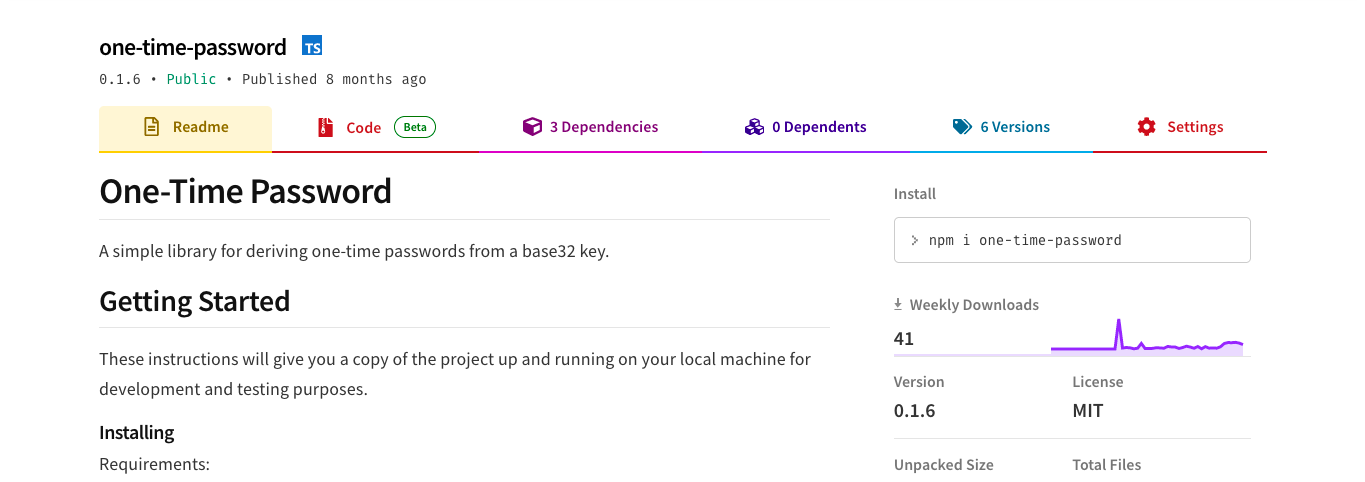 one-time-password TS
0.1.6 • Public • Published 8 months ago
Readme
Code Beta
3 Dependencies
0 Dependents
6 Versions
Settings
One-Time Password
A simple library for deriving one-time passwords from a base32 key.
Getting Started
These instructions will give you a copy of the project up and running on your local machine for
development and testing purposes.
Installing
Requirements:
Install
> npm i one-time-password
Weekly Downloads
41
Version
License
0.1.6
MIT
Unpacked Size
Total Files